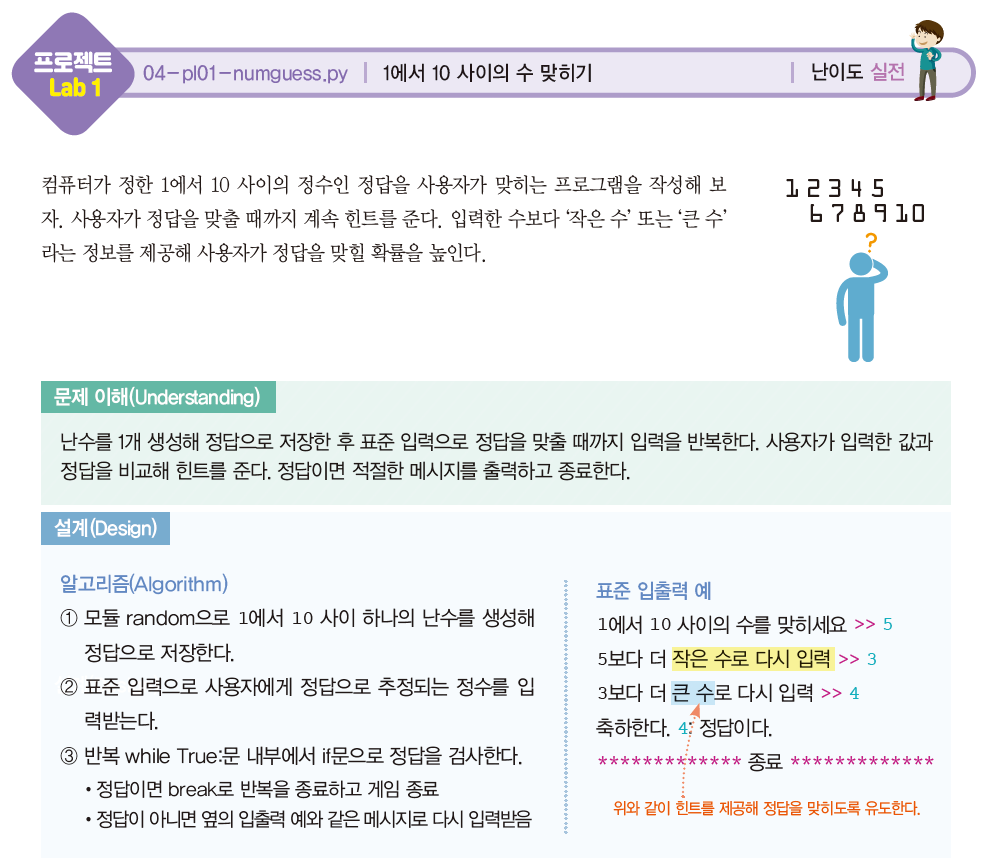 프로젝트
Lab 1
04-pl01-numguess.py | 1에서 10 사이의 수 맞히기 | 난이도 실전
컴퓨터가 정한 1에서 10 사이의 정수인 정답을 사용자가 맞히는 프로그램을 작성해 보
자. 사용자가 정답을 맞출 때까지 계속 힌트를 준다. 입력한 수보다 ‘작은 수’ 또는 ‘큰 수’
라는 정보를 제공해 사용자가 정답을 맞힐 확률을 높인다.
1 2 3 4 5
6 7 8 9 10
?
문제 이해(Understanding)
난수를 1개 생성해 정답으로 저장한 후 표준 입력으로 정답을 맞출 때까지 입력을 반복한다. 사용자가 입력한 값과
정답을 비교해 힌트를 준다. 정답이면 적절한 메시지를 출력하고 종료한다.
설계(Design)
알고리즘(Algorithm)
① 모듈 random으로 1에서 10 사이 하나의 난수를 생성해
정답으로 저장한다.
② 표준 입력으로 사용자에게 정답으로 추정되는 정수를 입
력받는다.
③ 반복 while True:문 내부에서 if문으로 정답을 검사한다.
• 정답이면 break로 반복을 종료하고 게임 종료
• 정답이 아니면 옆의 입출력 예와 같은 메시지로 다시 입력받음
표준 입출력 예
1에서 10 사이의 수를 맞히세요 >> 5
5보다 더 작은 수로 다시 입력 >> 3
3보다 더 큰 수로 다시 입력 >> 4
축하한다. 4: 정답이다.
************* 종료 *************
위와 같이 힌트를 제공해 정답을 맞히도록 유도한다.